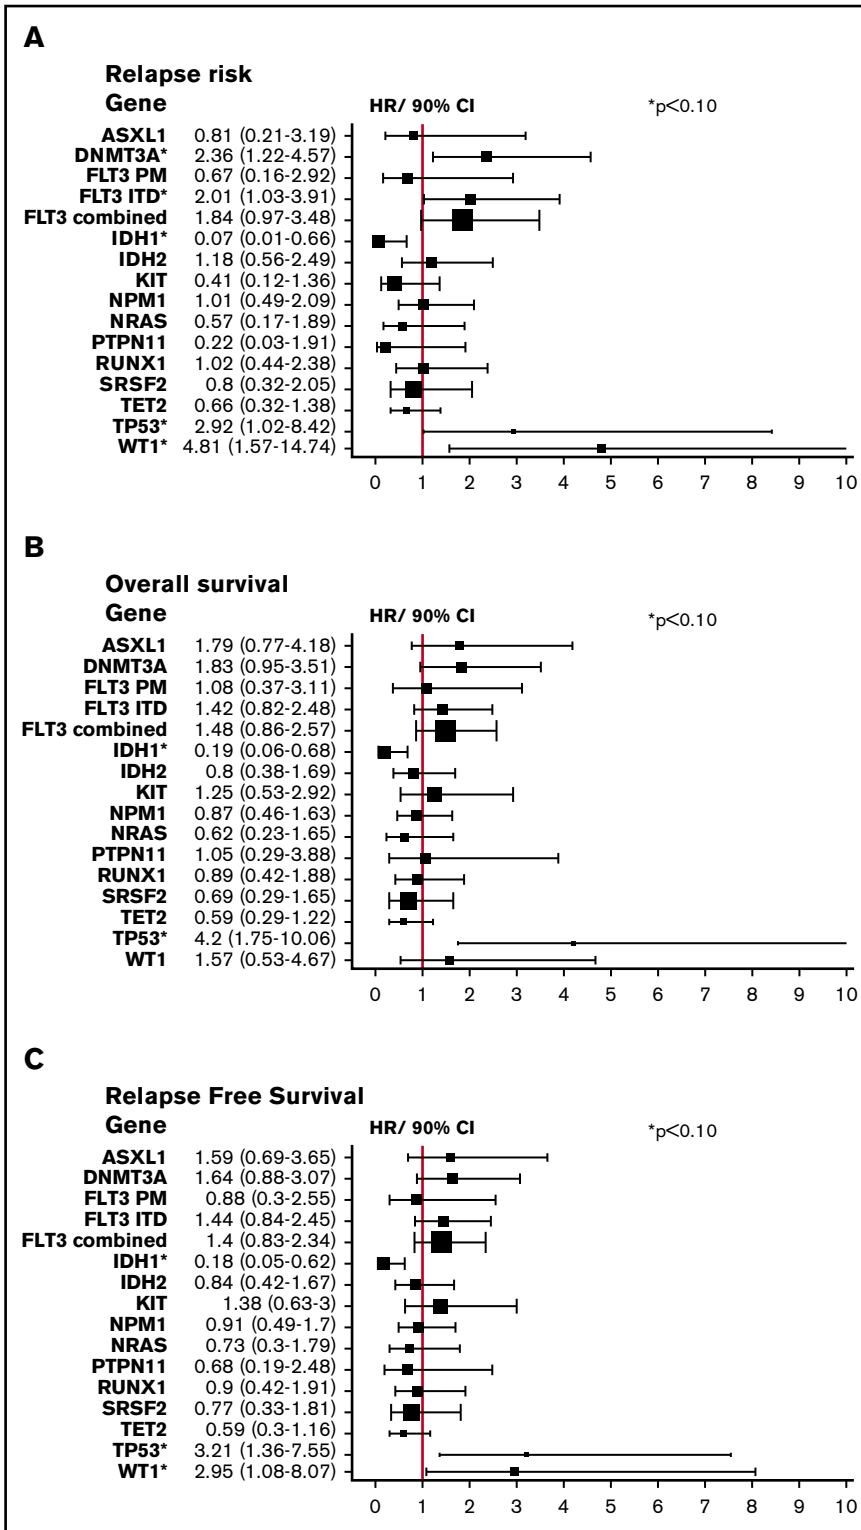 A
Relapse risk
Gene HR/ 90% CI *p<0.10
ASXL1 0.81 (0.21-3.19)
DNMT3A* 2.36 (1.22-4.57)
FLT3 PM 0.67 (0.16-2.92)
FLT3 ITD* 2.01 (1.03-3.91)
FLT3 combined 1.84 (0.97-3.48)
IDH1* 0.07 (0.01-0.66)
IDH2 1.18 (0.56-2.49)
KIT 0.41 (0.12-1.36)
NPM1 1.01 (0.49-2.09)
NRAS 0.57 (0.17-1.89)
PTPN11 0.22 (0.03-1.91)
RUNX1 1.02 (0.44-2.38)
SRSF2 0.8 (0.32-2.05)
TET2 0.66 (0.32-1.38)
TP53* 2.92 (1.02-8.42)
WT1* 4.81 (1.57-14.74)
0 1 2 3 4 5 6 7 8 9 10
B
Overall survival
Gene HR/ 90% CI *p<0.10
ASXL1 1.79 (0.77-4.18)
DNMT3A 1.83 (0.95-3.51)
FLT3 PM 1.08 (0.37-3.11)
FLT3 ITD 1.42 (0.82-2.48)
FLT3 combined 1.48 (0.86-2.57)
IDH1* 0.19 (0.06-0.68)
IDH2 0.8 (0.38-1.69)
KIT 1.25 (0.53-2.92)
NPM1 0.87 (0.46-1.63)
NRAS 0.62 (0.23-1.65)
PTPN11 1.05 (0.29-3.88)
RUNX1 0.89 (0.42-1.88)
SRSF2 0.69 (0.29-1.65)
TET2 0.59 (0.29-1.22)
TP53* 4.2 (1.75-10.06)
WT1 1.57 (0.53-4.67)
0 1 2 3 4 5 6 7 8 9 10
C
Relapse Free Survival
Gene HR/ 90% CI *p<0.10
ASXL1 1.59 (0.69-3.65)
DNMT3A 1.64 (0.88-3.07)
FLT3 PM 0.88 (0.3-2.55)
FLT3 ITD 1.44 (0.84-2.45)
FLT3 combined 1.4 (0.83-2.34)
IDH1* 0.18 (0.05-0.62)
IDH2 0.84 (0.42-1.67)
KIT 1.38 (0.63-3)
NPM1 0.91 (0.49-1.7)
NRAS 0.73 (0.3-1.79)
PTPN11 0.68 (0.19-2.48)
RUNX1 0.9 (0.42-1.91)
SRSF2 0.77 (0.33-1.81)
TET2 0.59 (0.3-1.16)
TP53* 3.21 (1.36-7.55)
WT1* 2.95 (1.08-8.07)
0 1 2 3 4 5 6 7 8 9 10